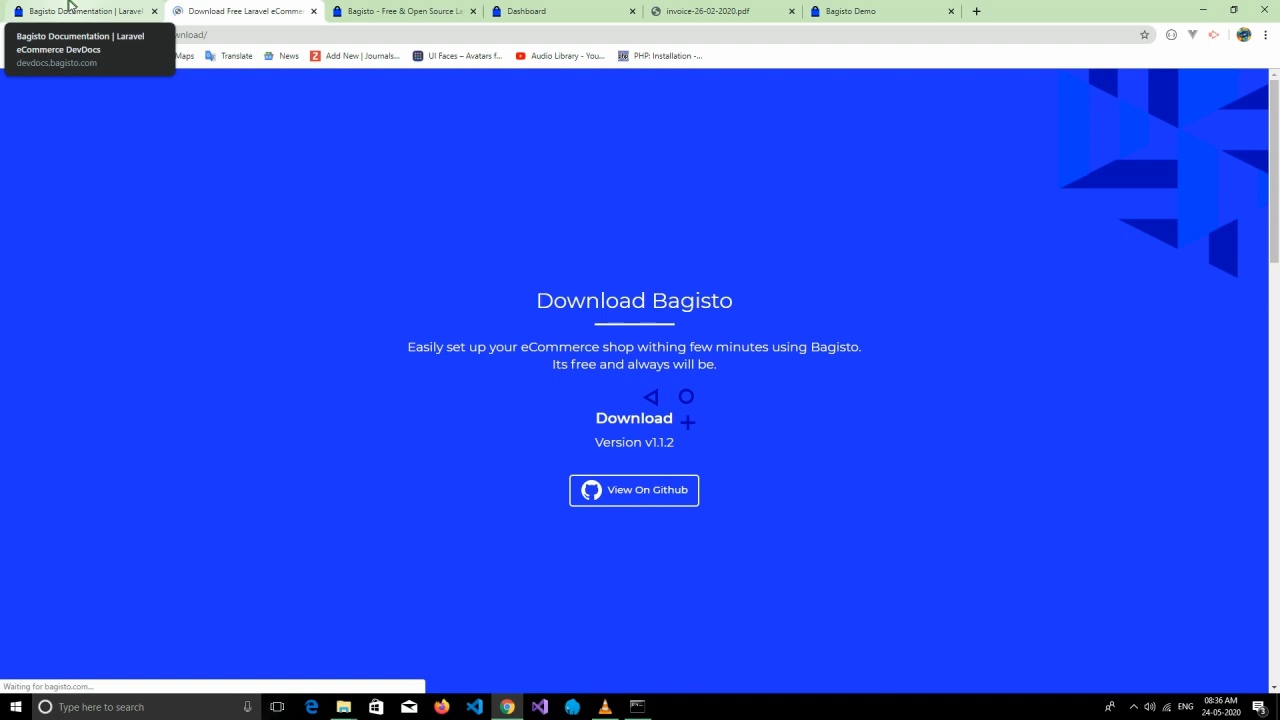 Bagisto Documentation | Laravel
Download Free Laravel eComme
Bagisto - Free & Open Source La
Dashboard
invoice-26-02-2020.pdf
Bagisto Demo
Bagisto Documentation | Laravel
eCommerce DevDocs
devdocs.bagisto.com
wnload/
Maps
Translate
News
Add New | Journals...
UI Faces – Avatars f...
Audio Library - You...
PHP: Installation -...
Download Bagisto
Easily set up your eCommerce shop withing few minutes using Bagisto.
Its free and always will be.
Download
Version v1.1.2
View On Github
Waiting for bagisto.com...
Type here to search
ENG
08:36 AM
24-05-2020
3